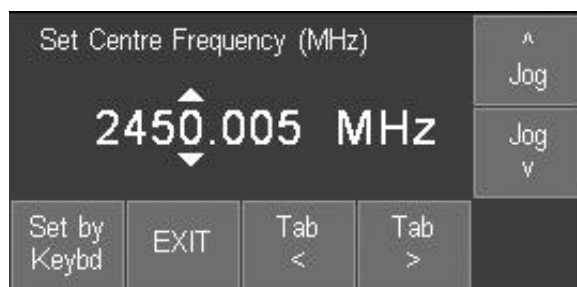 Set Centre Frequency (MHz)
^
Jog
2450.005 MHz
Jog
v
Set by
Keybd
EXIT
Tab
<
Tab
>